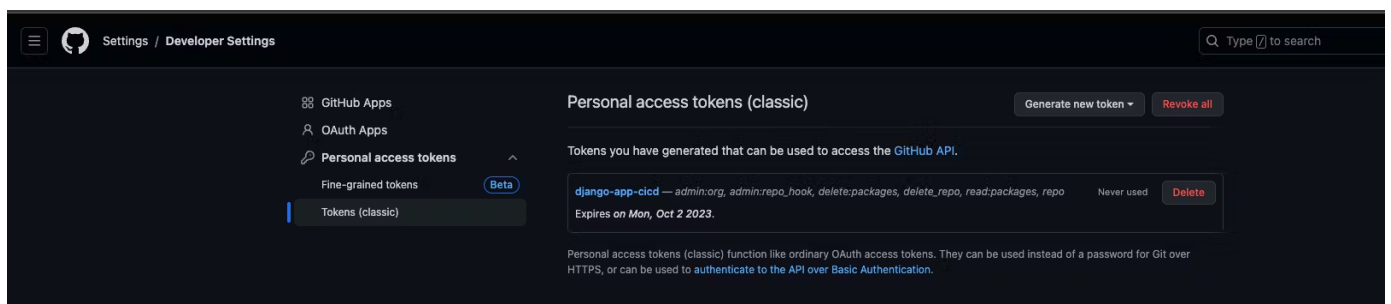 Settings / Developer Settings
Type / to search
GitHub Apps
OAuth Apps
Personal access tokens
Fine-grained tokens Beta
Tokens (classic)
Personal access tokens (classic)
Generate new token
Revoke all
Tokens you have generated that can be used to access the GitHub API.
django-app-cicd — admin:org, admin:repo_hook, delete:packages, delete_repo, read:packages, repo
Never used
Delete
Expires on Mon, Oct 2 2023.
Personal access tokens (classic) function like ordinary OAuth access tokens. They can be used instead of a password for Git over
HTTPS, or can be used to authenticate to the API over Basic Authentication.